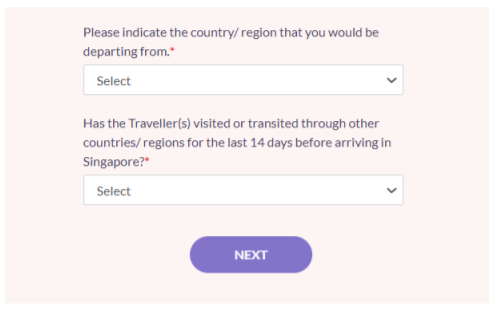 Please indicate the country/ region that you would be
departing from.*
Select
Has the Traveller(s) visited or transited through other
countries/ regions for the last 14 days before arriving in
Singapore?*
Select
NEXT